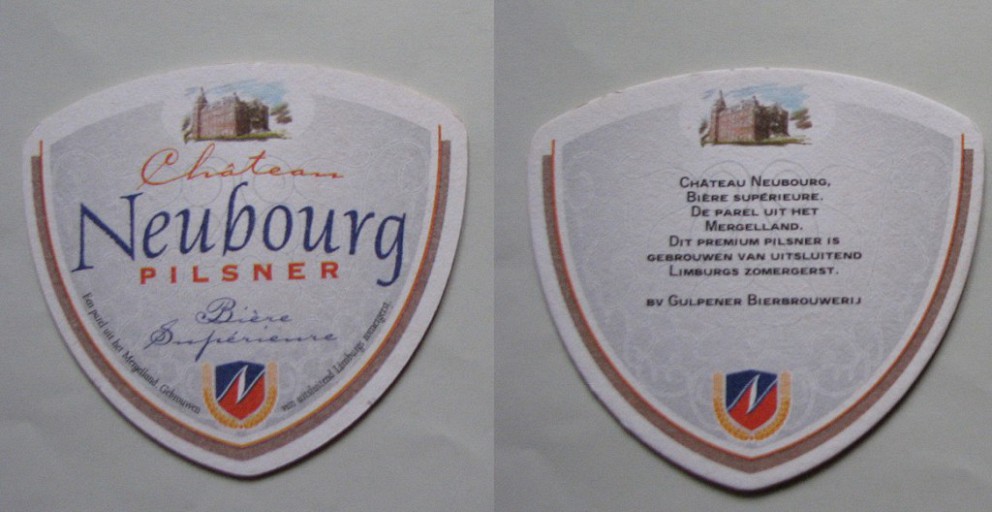 Château
Neubourg
PILSNER
Bière
Supérieure
Een parel uit het Mergelland. Gebrouwen
van uitsluitend Limburgs zomergerst.
N
CHÂTEAU NEUBOURG,
BIÈRE SUPÉRIEURE.
DE PAREL UIT HET
MERGELLAND.
DIT PREMIUM PILSNER IS
GEBROUWEN VAN UITSLUITEND
LIMBURGS ZOMERGERST.
BV GULPENER BIERBROUWERIJ
N